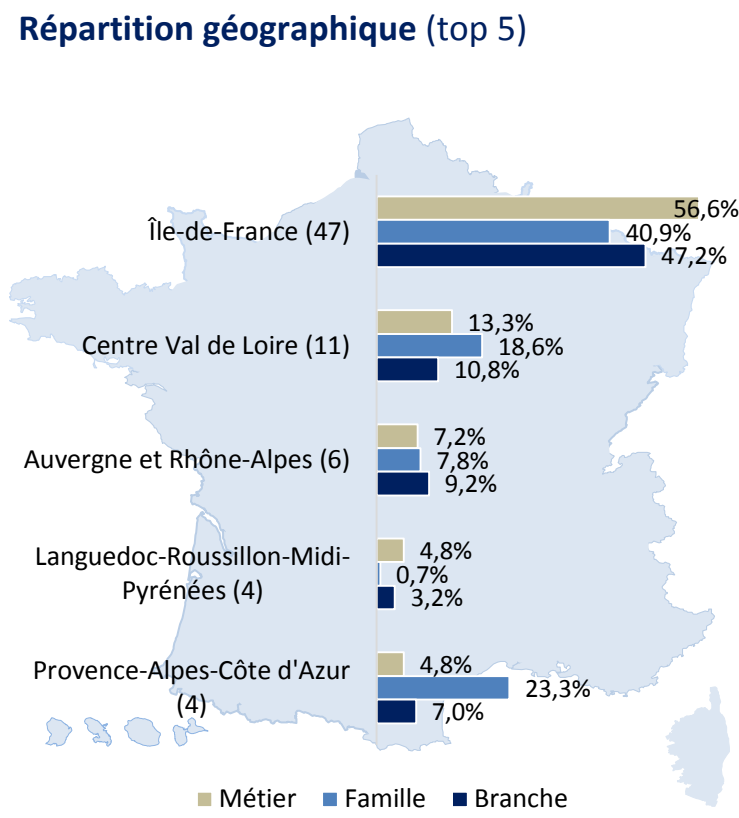 Répartition géographique (top 5)
Île-de-France (47)
56,6%
40,9%
47,2%
Centre Val de Loire (11)
13,3%
18,6%
10,8%
Auvergne et Rhône-Alpes (6)
7,2%
7,8%
9,2%
Languedoc-Roussillon-Midi-
Pyrénées (4)
4,8%
0,7%
3,2%
Provence-Alpes-Côte d'Azur
(4)
4,8%
23,3%
7,0%
Métier Famille Branche